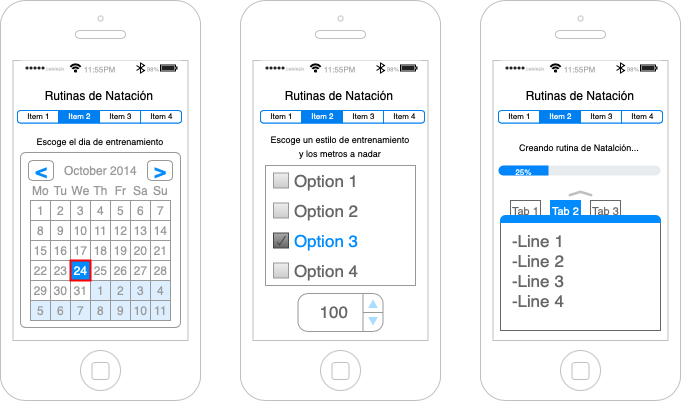 CARRIER 11:55PM 98%
Rutinas de Natación
Item 1 Item 2 Item 3 Item 4
Escoge el dia de entrenamiento
< October 2014 >
Mo Tu We Th Fr Sa Su
1 2 3 4 5 6 7
8 9 10 11 12 13 14
15 16 17 18 19 20 21
22 23 24 25 26 27 28
29 30 31 1 2 3 4
5 6 7 8 9 10 11
CARRIER 11:55PM 98%
Rutinas de Natación
Item 1 Item 2 Item 3 Item 4
Escoge un estilo de entrenamiento
y los metros a nadar
Option 1
Option 2
Option 3
Option 4
100
CARRIER 11:55PM 98%
Rutinas de Natación
Item 1 Item 2 Item 3 Item 4
Creando rutina de Natalción...
25%
Tab 1 Tab 2 Tab 3
-Line 1
-Line 2
-Line 3
-Line 4